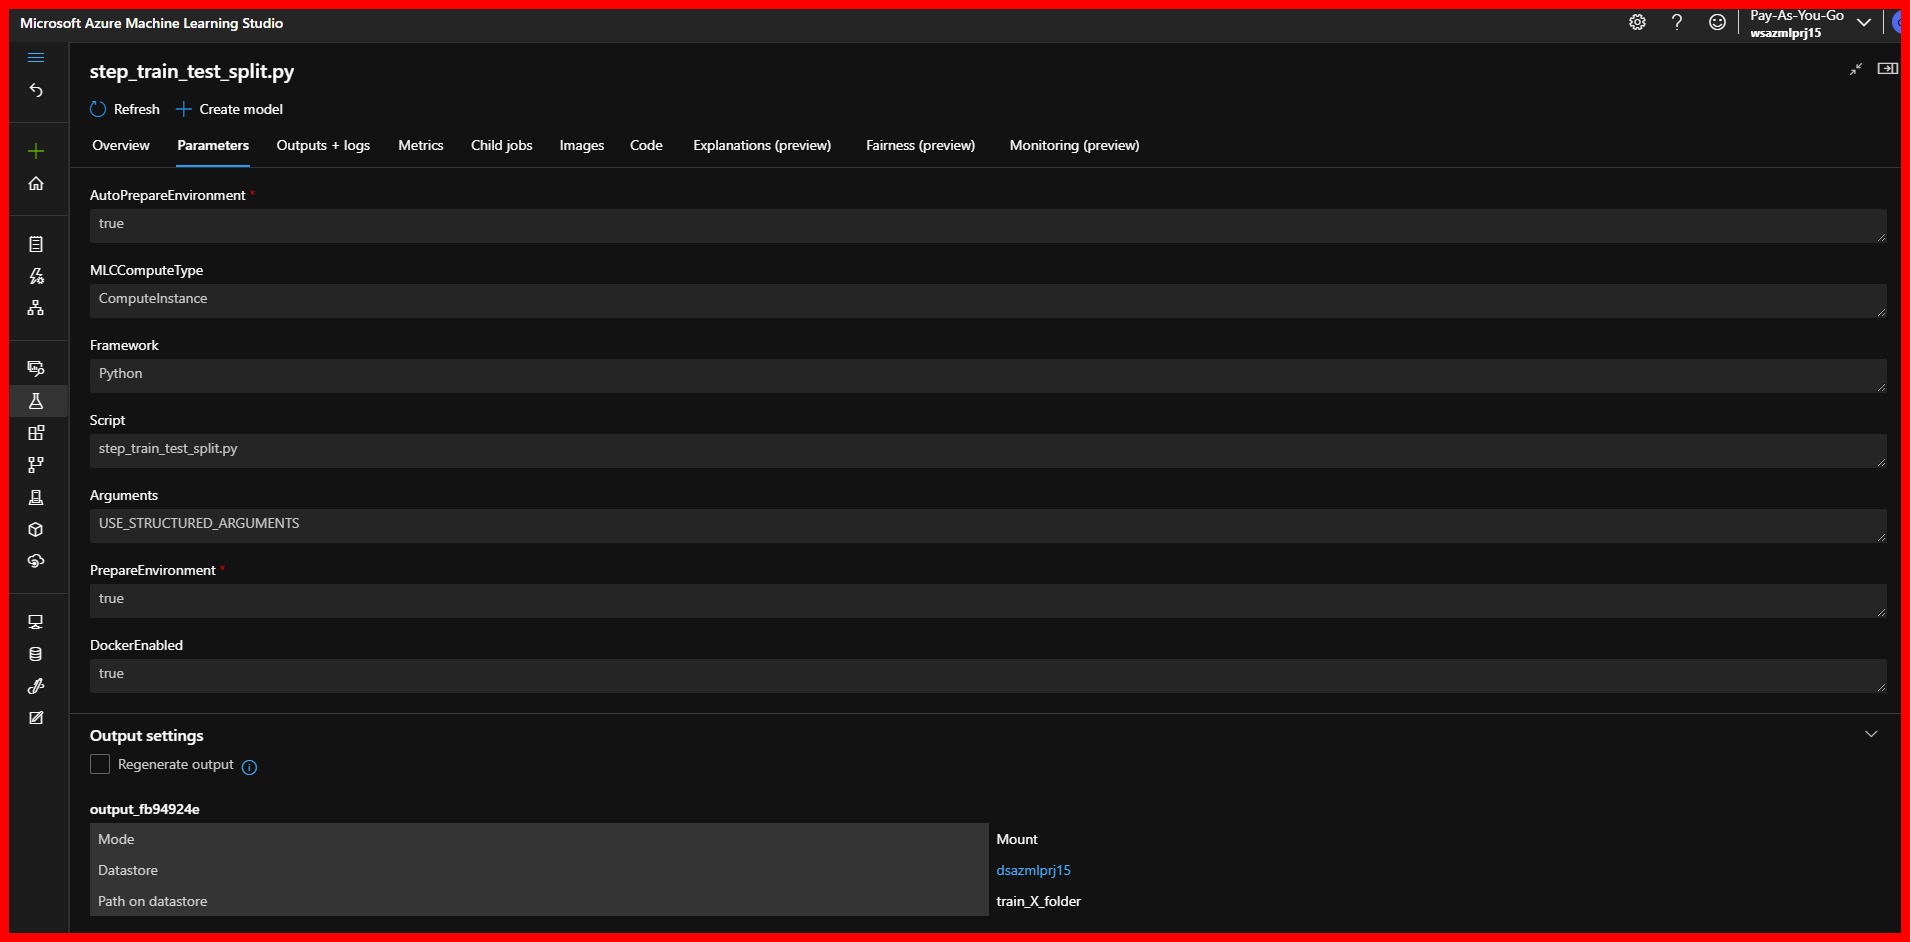 Microsoft Azure Machine Learning Studio
Pay-As-You-Go
wsazmlprj15
step_train_test_split.py
Refresh Create model
Overview Parameters Outputs + logs Metrics Child jobs Images Code Explanations (preview) Fairness (preview) Monitoring (preview)
AutoPrepareEnvironment *
true
MLCComputeType
ComputeInstance
Framework
Python
Script
step_train_test_split.py
Arguments
USE_STRUCTURED_ARGUMENTS
PrepareEnvironment *
true
DockerEnabled
true
Output settings
Regenerate output
output_fb94924e
Mode Mount
Datastore dsazmlprj15
Path on datastore train_X_folder